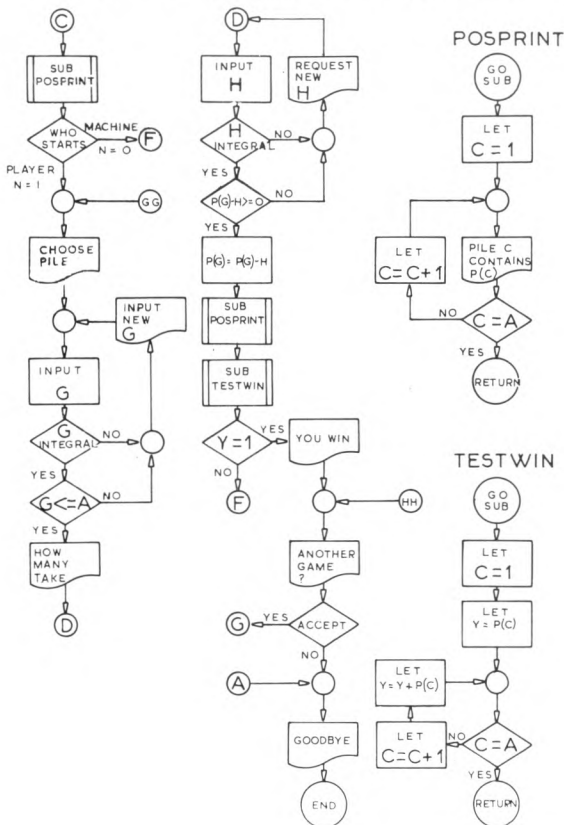 C
SUB
POSPRINT
WHO
STARTS
MACHINE
N = 0
F
PLAYER
N = 1
GG
CHOOSE
PILE
INPUT
NEW
G
INPUT
G
G
INTEGRAL
NO
YES
G<=A
NO
YES
HOW
MANY
TAKE
D
D
INPUT
H
REQUEST
NEW
H
H
INTEGRAL
NO
YES
P(G)-H>=0
NO
YES
P(G)= P(G)-H
SUB
POSPRINT
SUB
TESTWIN
Y = 1
YES
YOU WIN
NO
F
HH
ANOTHER
GAME
?
G
YES
ACCEPT
NO
A
GOODBYE
END
POSPRINT
GO
SUB
LET
C = 1
LET
C = C + 1
PILE C
CONTAINS
P(C)
NO
C = A
YES
RETURN
TESTWIN
GO
SUB
LET
C = 1
LET
Y = P(C)
LET
Y = Y + P(C)
LET
C = C + 1
NO
C = A
YES
RETURN